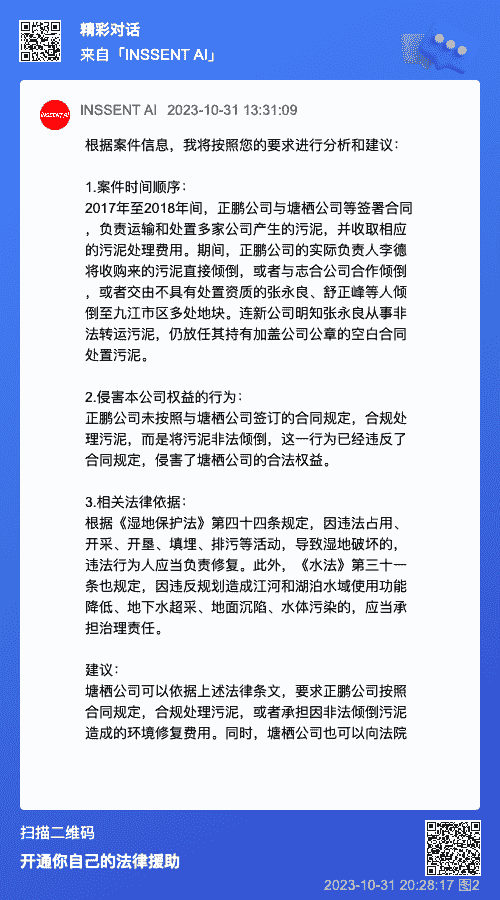 精彩对话
来自「INSSENT AI」
INSSENT AI
INSSENT AI 2023-10-31 13:31:09
根据案件信息，我将按照您的要求进行分析和建议：
1.案件时间顺序：
2017年至2018年间，正鹏公司与塘栖公司等签署合同
，负责运输和处置多家公司产生的污泥，并收取相应
的污泥处理费用。期间，正鹏公司的实际负责人李德
将收购来的污泥直接倾倒，或者与志合公司合作倾倒
，或者交由不具有处置资质的张永良、舒正峰等人倾
倒至九江市区多处地块。连新公司明知张永良从事非
法转运污泥，仍放任其持有加盖公司公章的空白合同
处置污泥。
2.侵害本公司权益的行为：
正鹏公司未按照与塘栖公司签订的合同规定，合规处
理污泥，而是将污泥非法倾倒，这一行为已经违反了
合同规定，侵害了塘栖公司的合法权益。
3.相关法律依据：
根据《湿地保护法》第四十四条规定，因违法占用、
开采、开垦、填埋、排污等活动，导致湿地破坏的，
违法行为人应当负责修复。此外，《水法》第三十一
条也规定，因违反规划造成江河和湖泊水域使用功能
降低、地下水超采、地面沉陷、水体污染的，应当承
担治理责任。
建议：
塘栖公司可以依据上述法律条文，要求正鹏公司按照
合同规定，合规处理污泥，或者承担因非法倾倒污泥
造成的环境修复费用。同时，塘栖公司也可以向法院
扫描二维码
开通你自己的法律援助
2023-10-31 20:28:17 图2